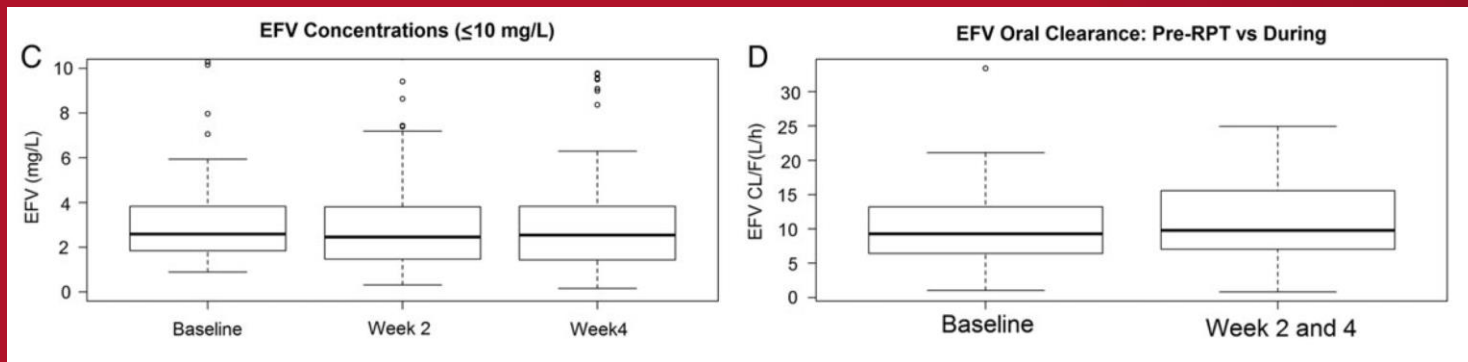 EFV Concentrations (≤10 mg/L)
C
EFV (mg/L)
10
8
6
4
2
0
Baseline
Week 2
Week4
EFV Oral Clearance: Pre-RPT vs During
D
EFV CL/F(L/h)
30
25
20
15
10
5
0
Baseline
Week 2 and 4